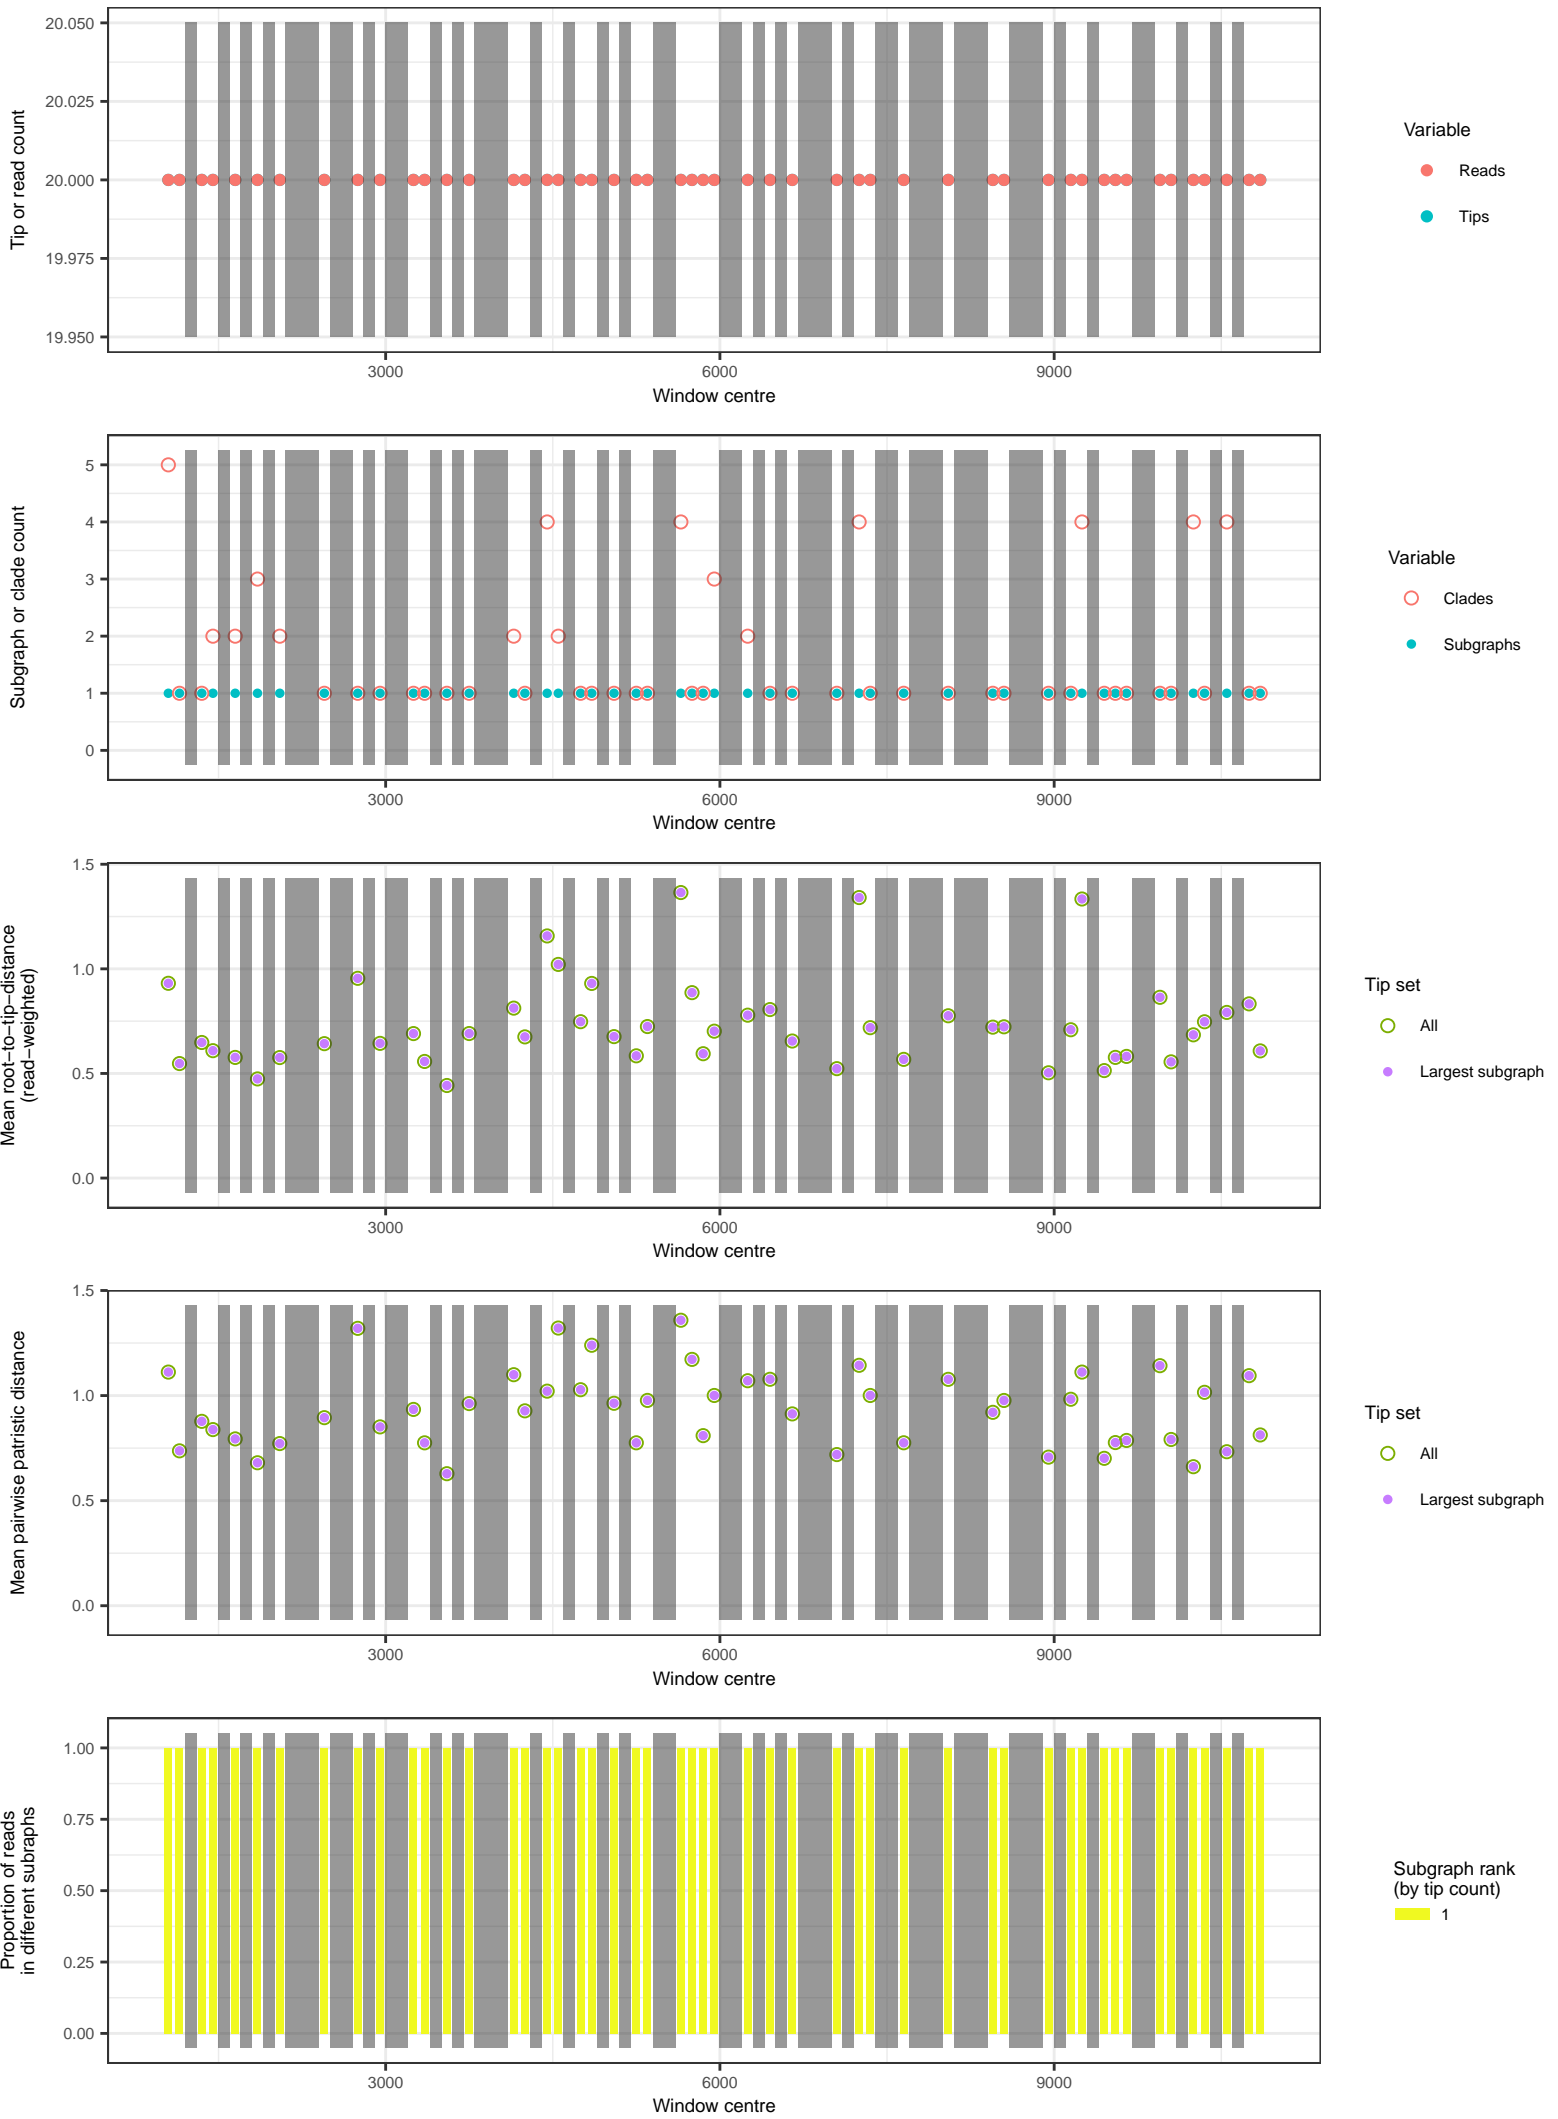 20.050
20.025
20.000
19.975
19.950
Tip or read count
3000
6000
9000
Window centre
Variable
Reads
Tips
5
4
3
2
1
0
Subgraph or clade count
3000
6000
9000
Window centre
Variable
Clades
Subgraphs
1.5
1.0
0.5
0.0
Mean root−to−tip−distance
(read−weighted)
3000
6000
9000
Window centre
Tip set
All
Largest subgraph
1.5
1.0
0.5
0.0
Mean pairwise patristic distance
3000
6000
9000
Window centre
Tip set
All
Largest subgraph
1.00
0.75
0.50
0.25
0.00
Proportion of reads
in different subraphs
3000
6000
9000
Window centre
Subgraph rank
(by tip count)
1